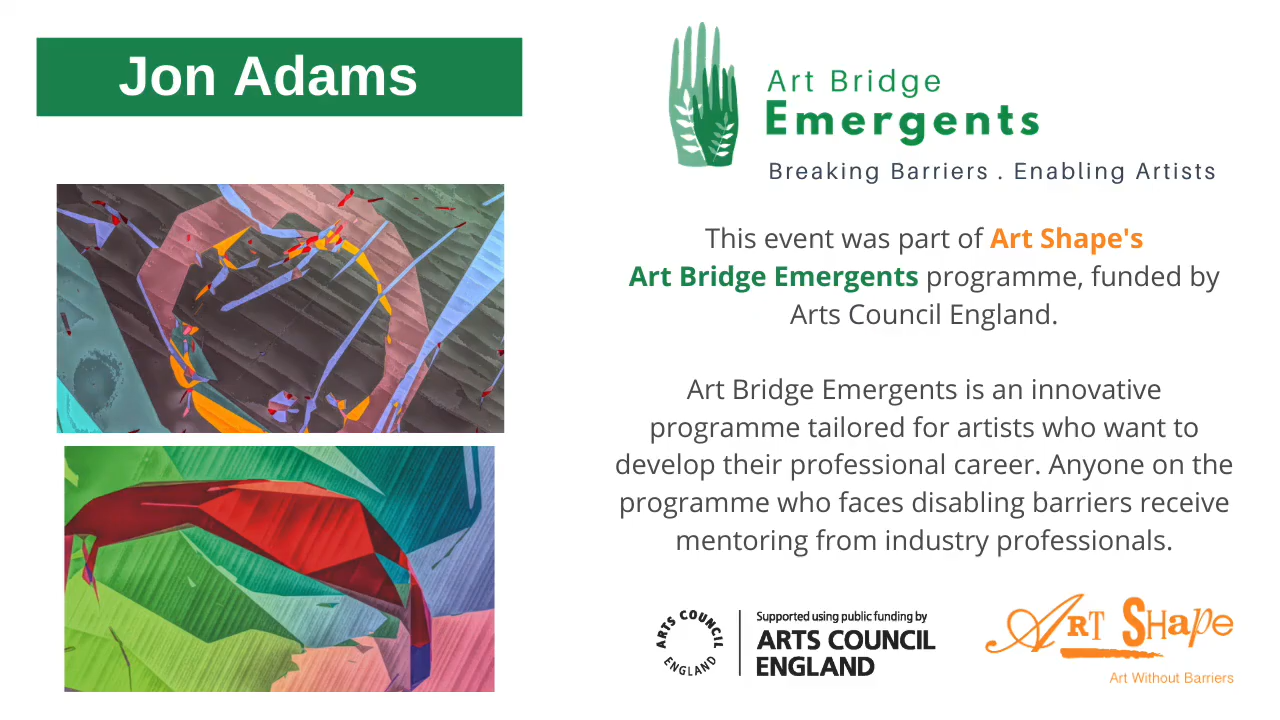 Jon Adams
Art Bridge
Emergents
Breaking Barriers . Enabling Artists
This event was part of Art Shape's
Art Bridge Emergents programme, funded by
Arts Council England.
Art Bridge Emergents is an innovative
programme tailored for artists who want to
develop their professional career. Anyone on the
programme who faces disabling barriers receive
mentoring from industry professionals.
ARTS COUNCIL
ENGLAND
Supported using public funding by
ARTS COUNCIL
ENGLAND
ART SHapE
Art Without Barriers